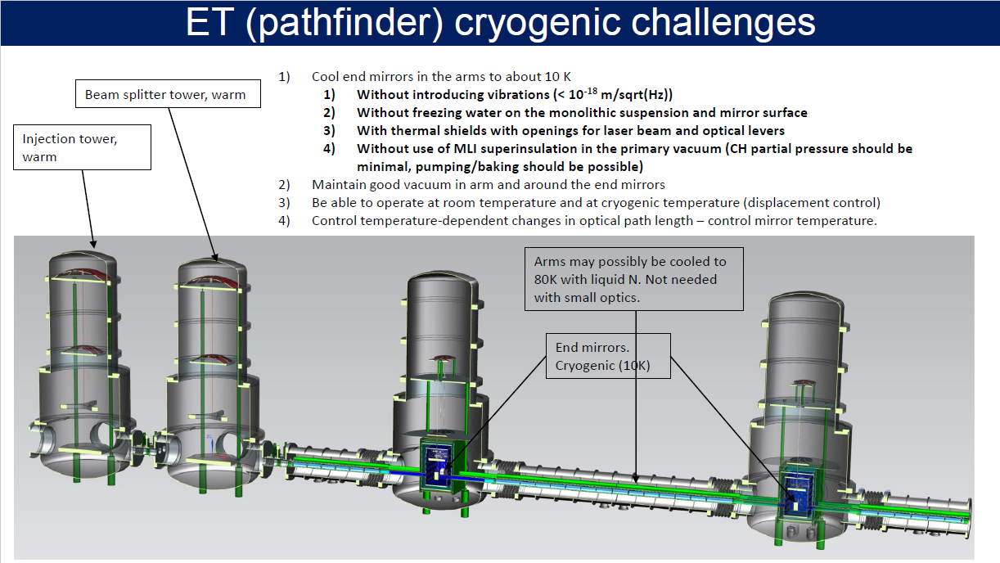 ET (pathfinder) cryogenic challenges
1) Cool end mirrors in the arms to about 10 K
1) Without introducing vibrations (< 10-18 m/sqrt(Hz))
2) Without freezing water on the monolithic suspension and mirror surface
3) With thermal shields with openings for laser beam and optical levers
4) Without use of MLI superinsulation in the primary vacuum (CH partial pressure should be
minimal, pumping/baking should be possible)
2) Maintain good vacuum in arm and around the end mirrors
3) Be able to operate at room temperature and at cryogenic temperature (displacement control)
4) Control temperature-dependent changes in optical path length – control mirror temperature.
Beam splitter tower, warm
Injection tower,
warm
Arms may possibly be cooled to
80K with liquid N. Not needed
with small optics.
End mirrors.
Cryogenic (10K)